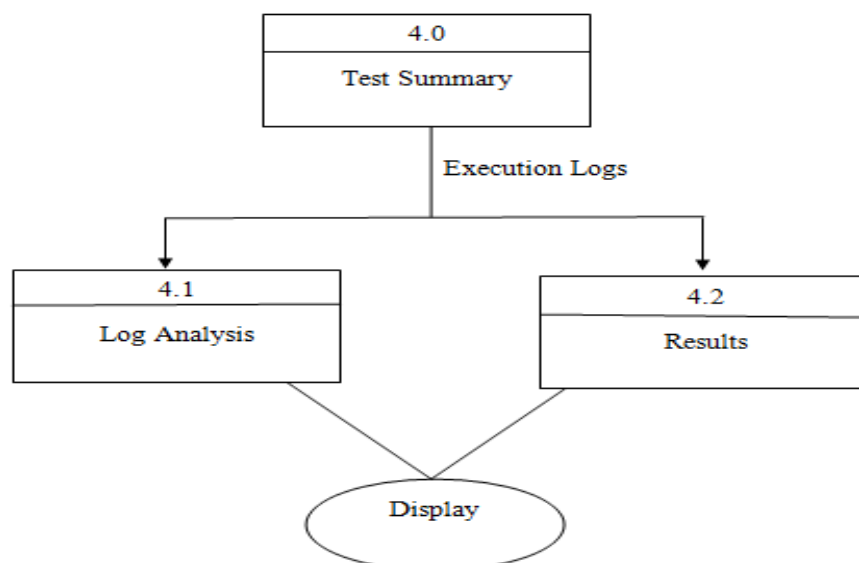 4.0
Test Summary
Execution Logs
4.1
Log Analysis
4.2
Results
Display